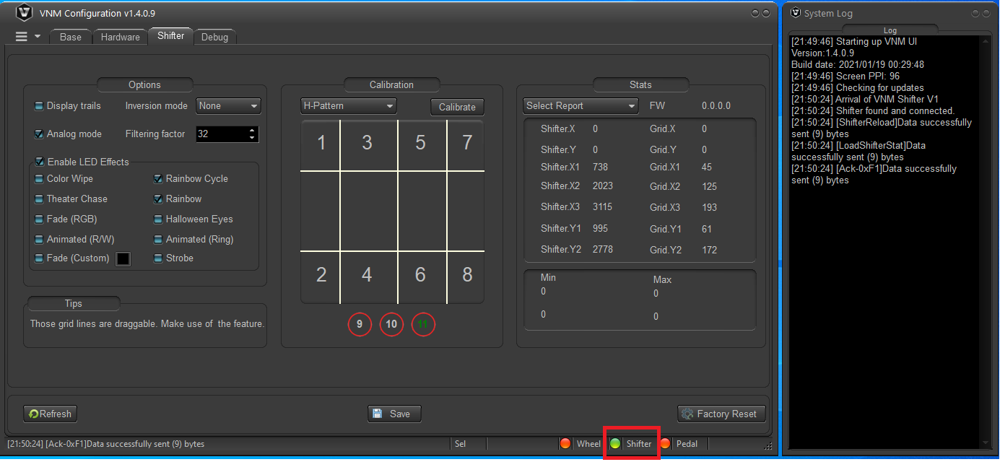 VNM Configuration v1.4.0.9
Base Hardware Shifter Debug
Options
Display trails Inversion mode None
Analog mode Filtering factor 32
Enable LED Effects
Color Wipe Rainbow Cycle
Theater Chase Rainbow
Fade (RGB) Halloween Eyes
Animated (R/W) Animated (Ring)
Fade (Custom) Strobe
Tips
Those grid lines are draggable. Make use of the feature.
Calibration
H-Pattern Calibrate
1 3 5 7
2 4 6 8
9 10 11
Stats
Select Report FW 0.0.0.0
Shifter.X 0 Grid.X 0
Shifter.Y 0 Grid.Y 0
Shifter.X1 738 Grid.X1 45
Shifter.X2 2023 Grid.X2 125
Shifter.X3 3115 Grid.X3 193
Shifter.Y1 995 Grid.Y1 61
Shifter.Y2 2778 Grid.Y2 172
Min Max
0 0
0 0
Refresh Save Factory Reset
[21:50:24] [Ack-0xF1]Data successfully sent (9) bytes Sel Wheel Shifter Pedal
System Log
Log
[21:49:46] Starting up VNM UI
Version:1.4.0.9
Build date: 2021/01/19 00:29:48
[21:49:46] Screen PPI: 96
[21:49:46] Checking for updates
[21:50:24] Arrival of VNM Shifter V1
[21:50:24] Shifter found and connected.
[21:50:24] [ShifterReload]Data successfully
sent (9) bytes
[21:50:24] [LoadShifterStat]Data
successfully sent (9) bytes
[21:50:24] [Ack-0xF1]Data successfully
sent (9) bytes